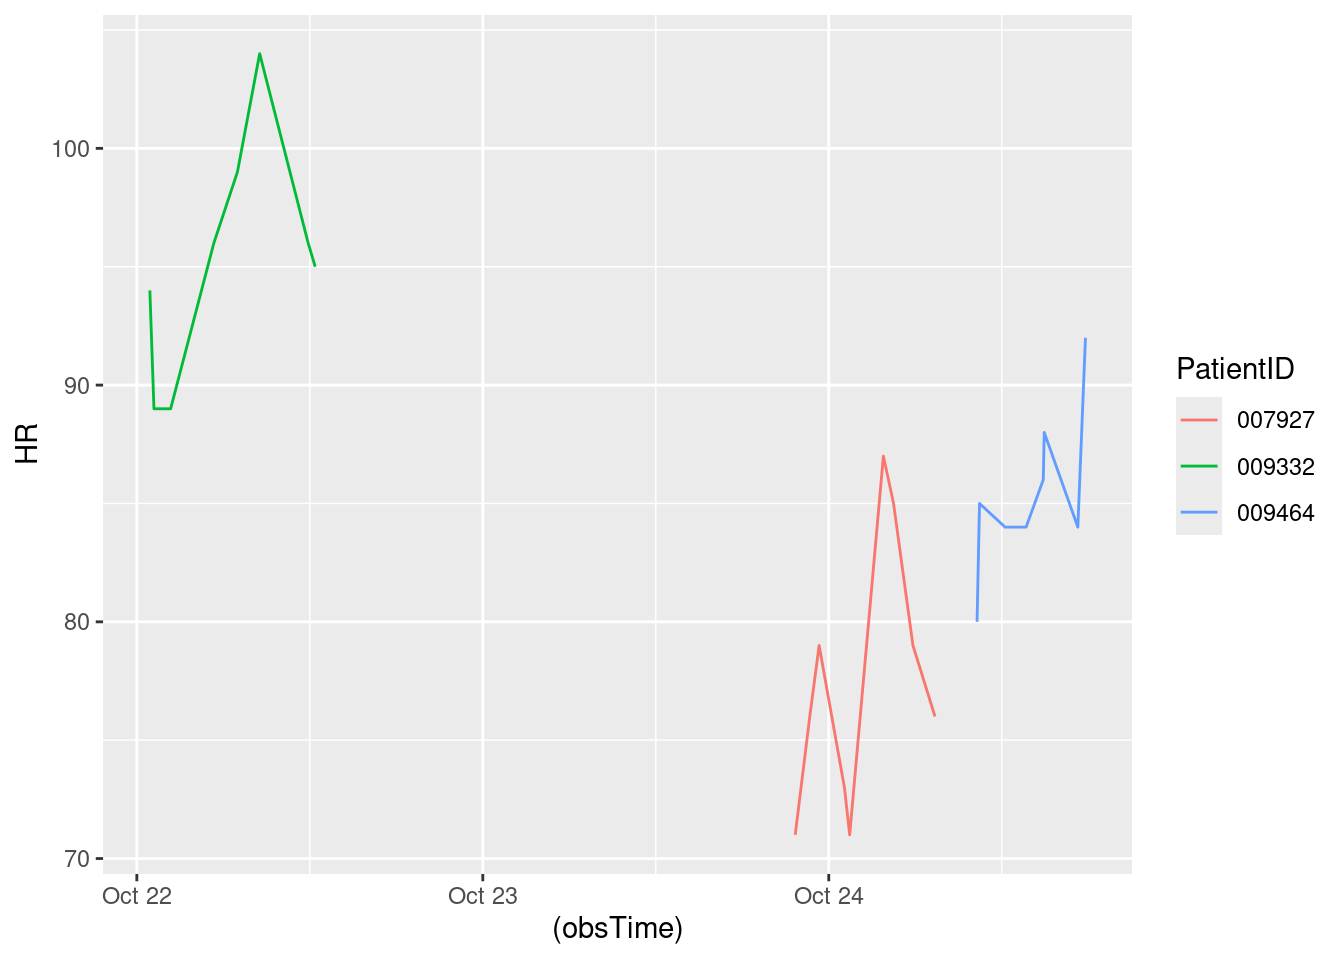 100
90
80
70
HR
Oct 22
Oct 23
Oct 24
(obsTime)
PatientID
007927
009332
009464